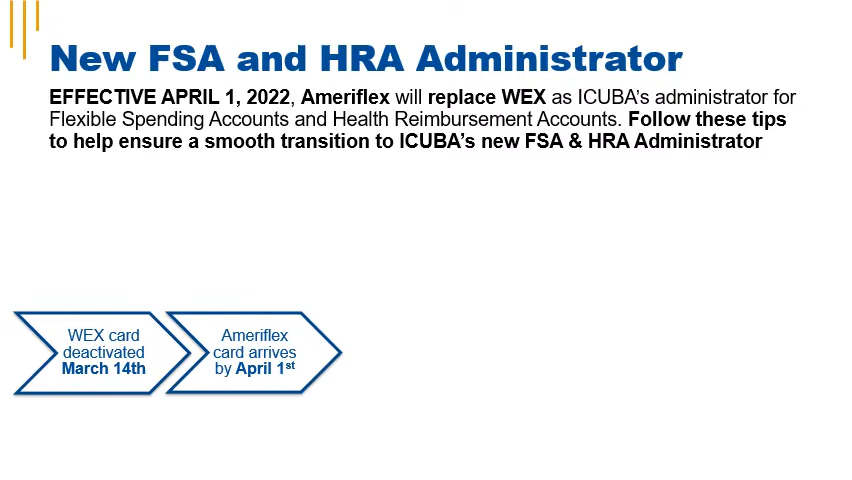 New FSA and HRA Administrator
EFFECTIVE APRIL 1, 2022, Ameriflex will replace WEX as ICUBA’s administrator for
Flexible Spending Accounts and Health Reimbursement Accounts. Follow these tips
to help ensure a smooth transition to ICUBA’s new FSA & HRA Administrator
WEX card
deactivated
March 14th
Ameriflex
card arrives
by April 1st